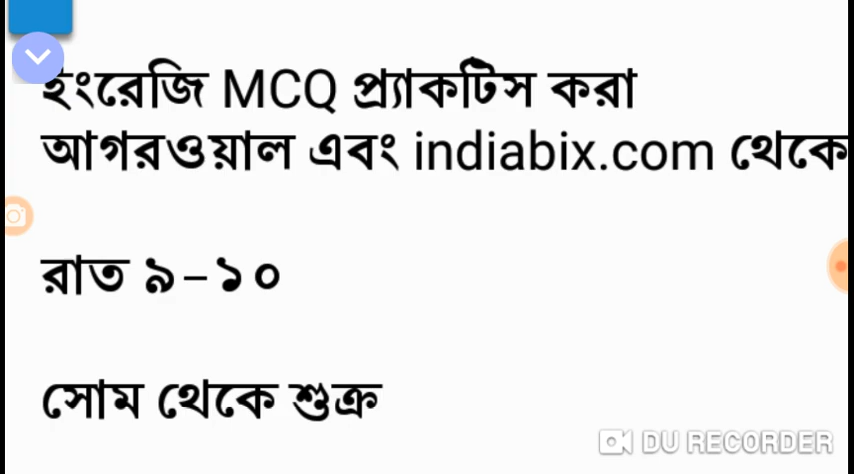 ইংরেজি MCQ প্র্যাকটিস করা
আগরওয়াল এবং indiabix.com থেকে
রাত ৯-১০
সোম থেকে শুক্র
DU RECORDER